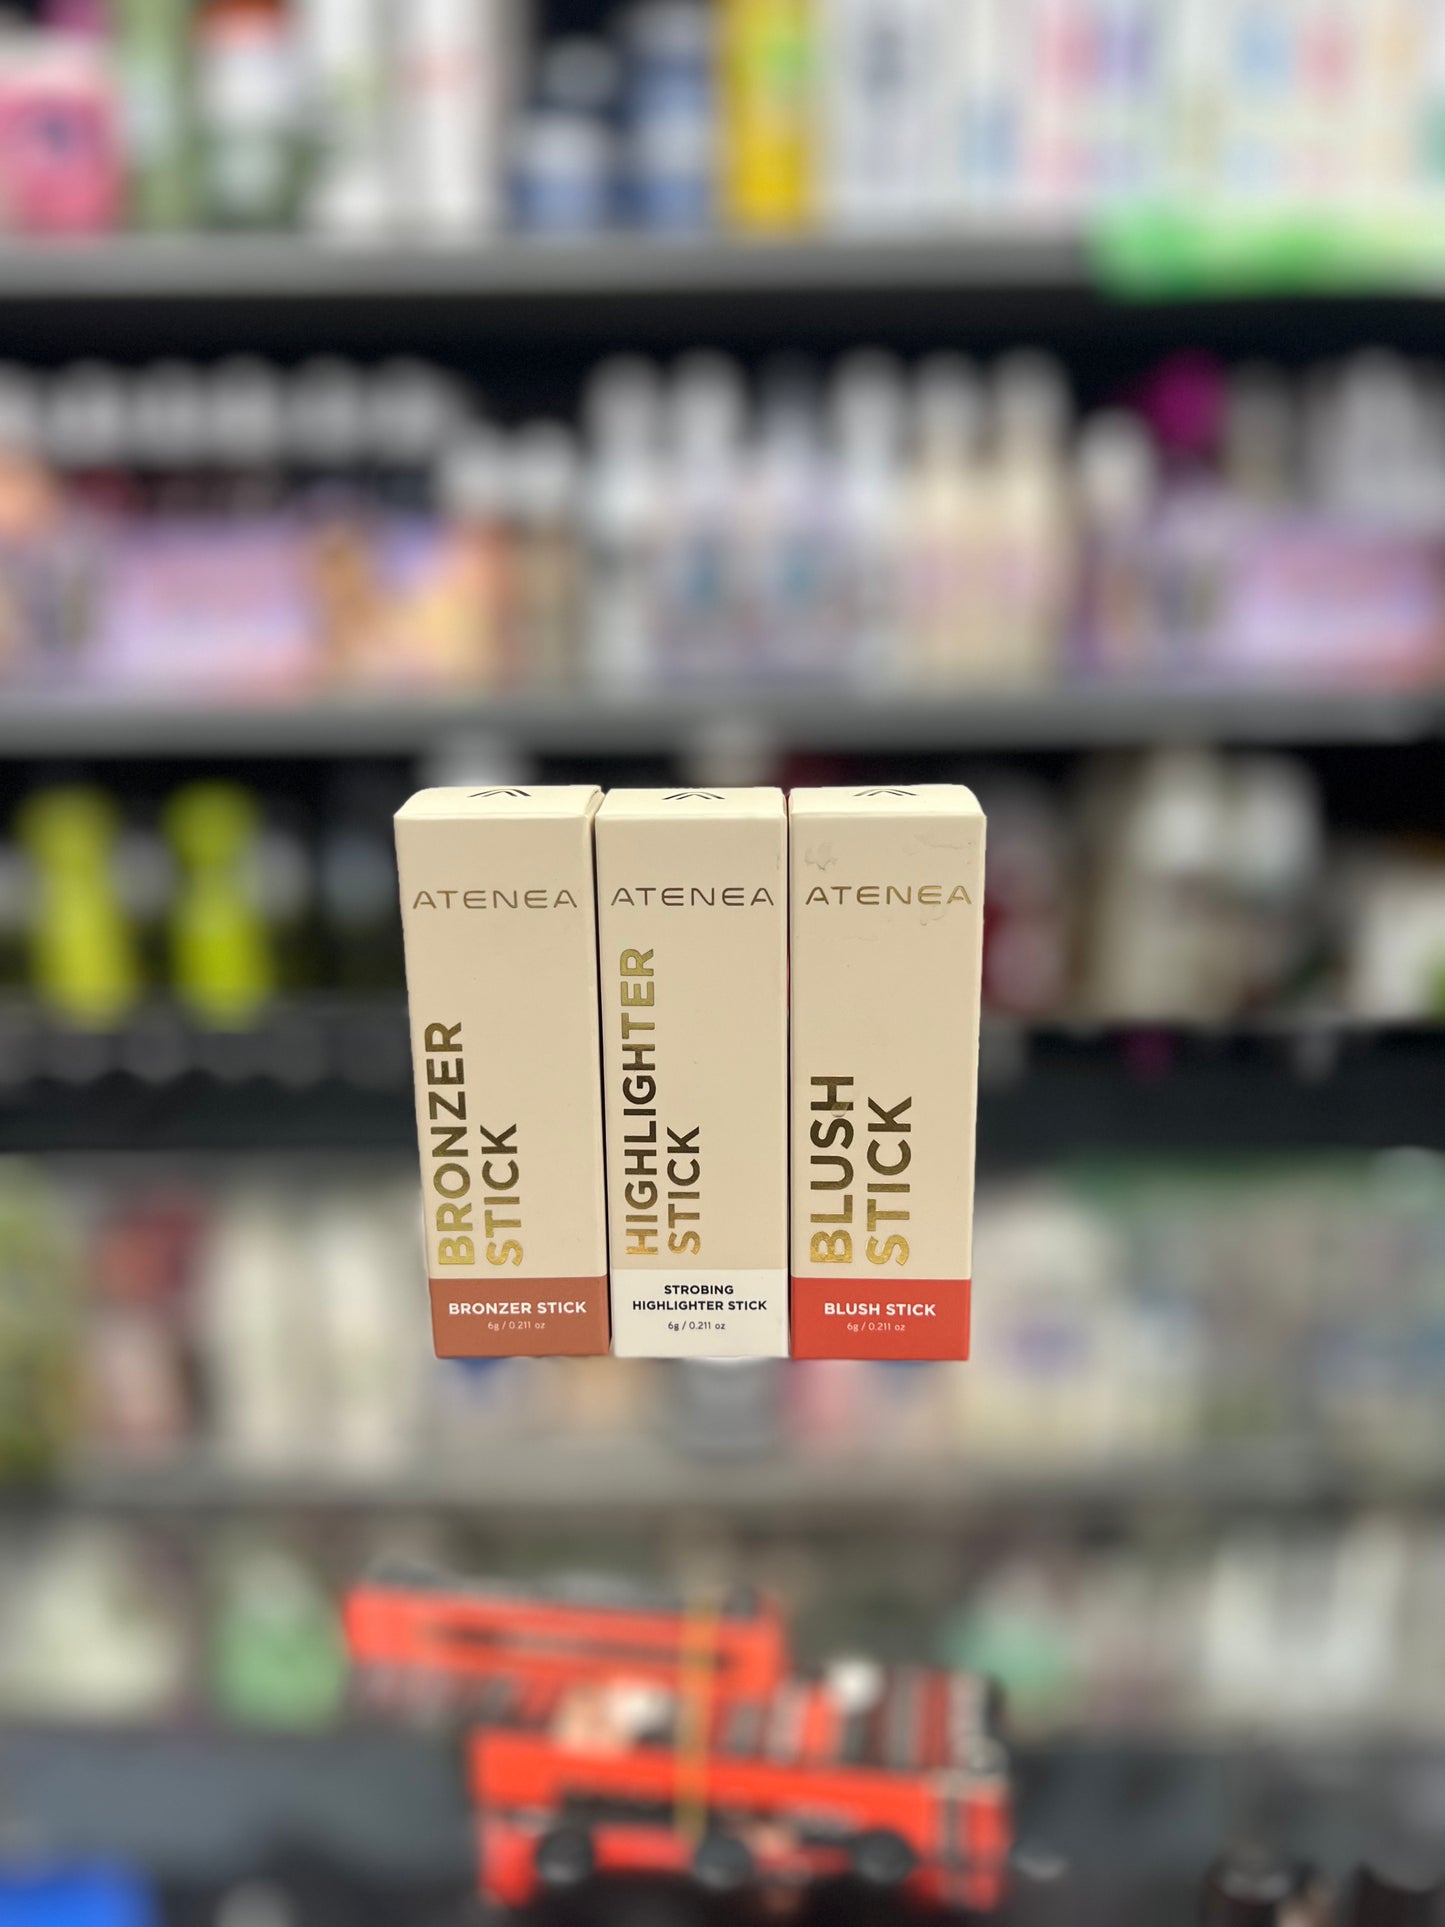 ATENEA
BRONZER
STICK
BRONZER STICK
6g / 0.211 oz
ATENEA
HIGHLIGHTER
STICK
STROBING
HIGHLIGHTER STICK
6g / 0.211 oz
ATENEA
BLUSH
STICK
BLUSH STICK
6g / 0.211 oz